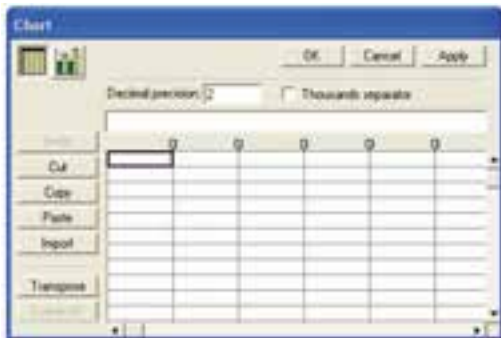 Chart
OK Cancel Apply
Decimal precision: 2 Thousands separator
Cut
Copy
Paste
Import
Transpose